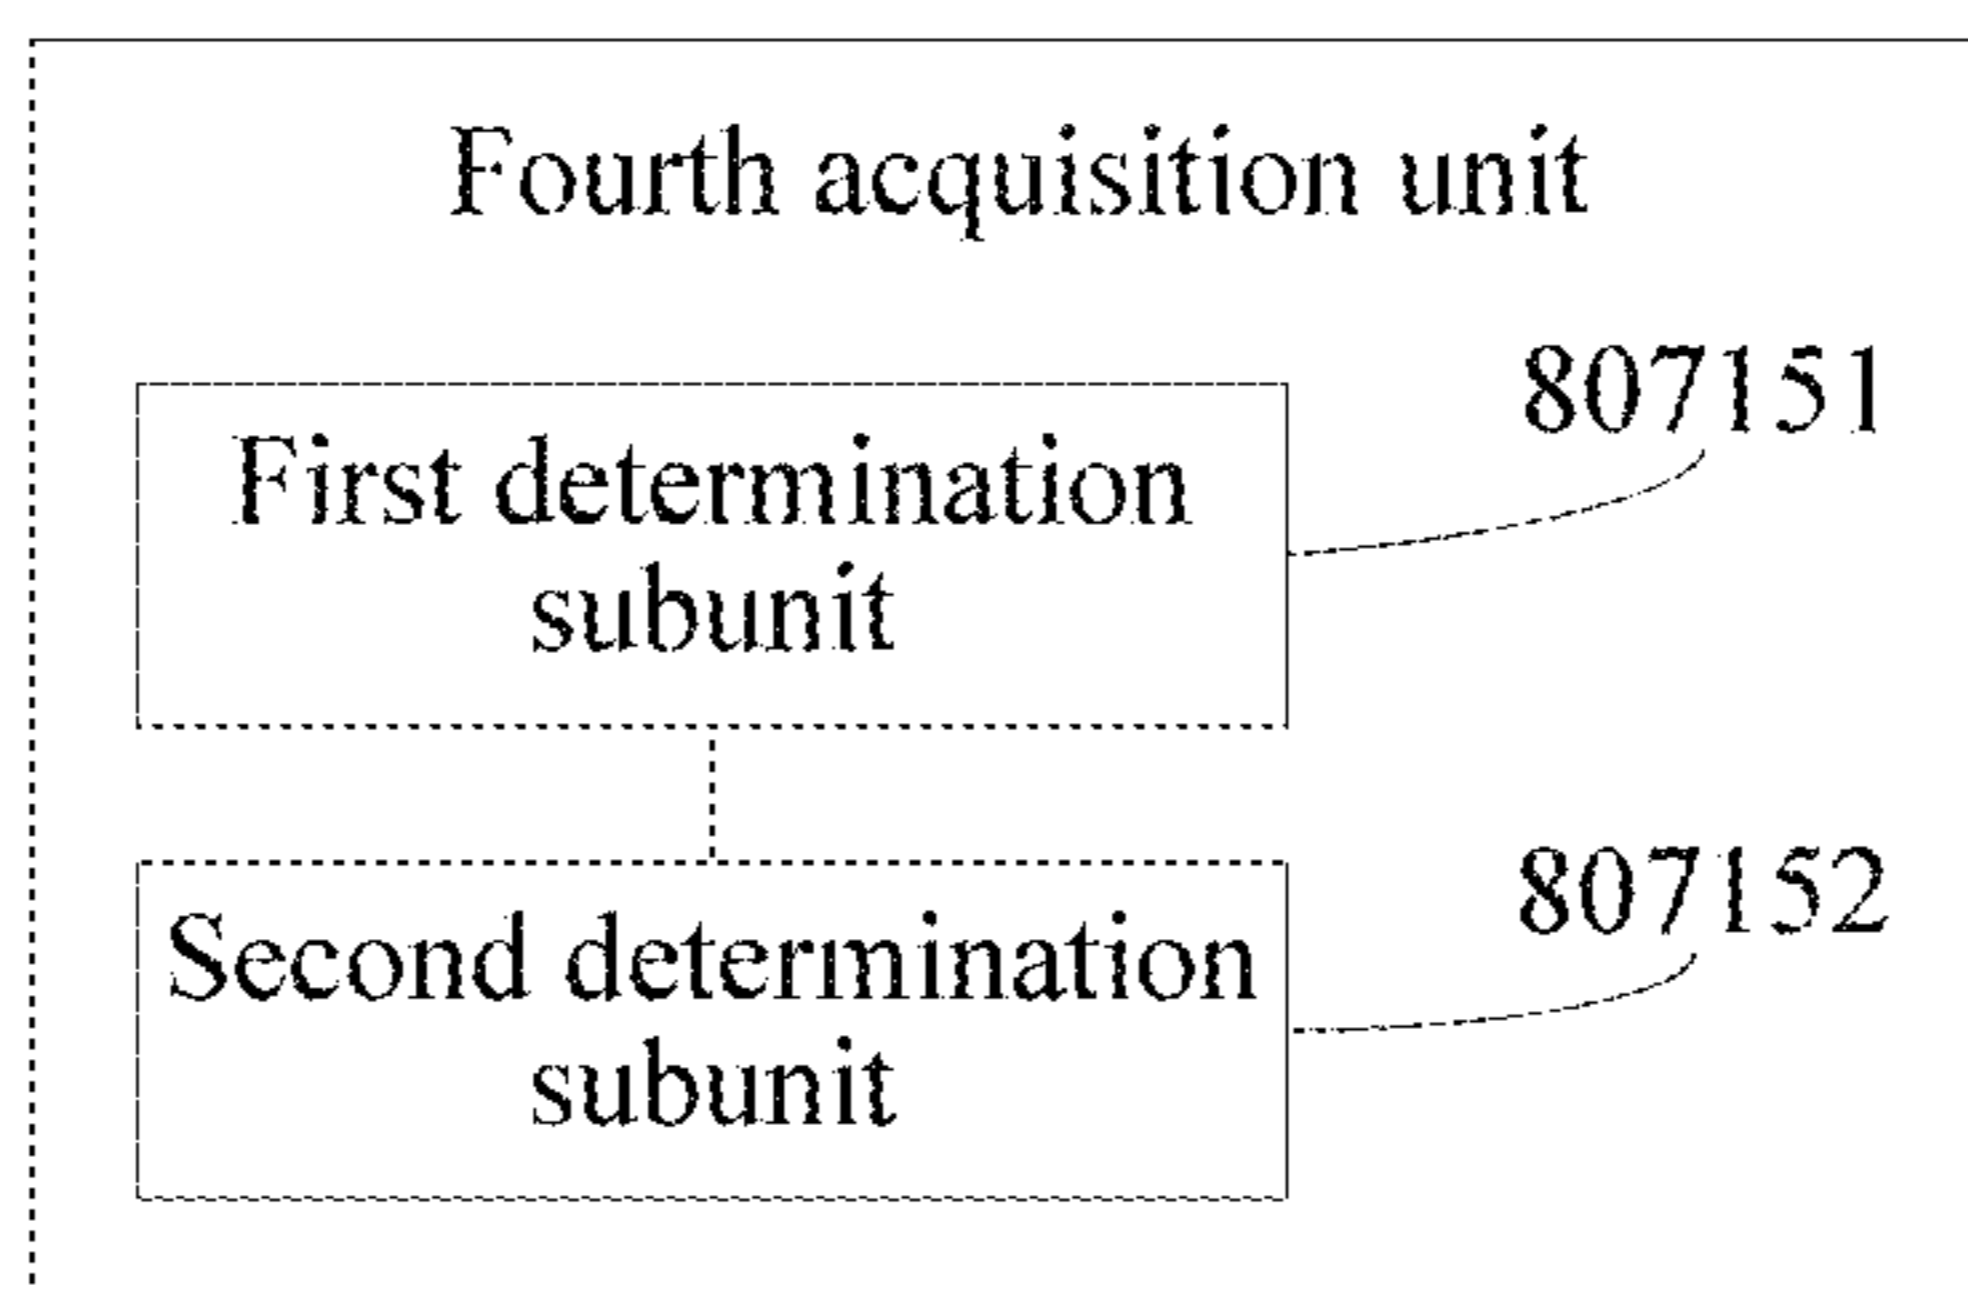 Fourth acquisition unit
807151
First determination
subunit
807152
Second determination
subunit